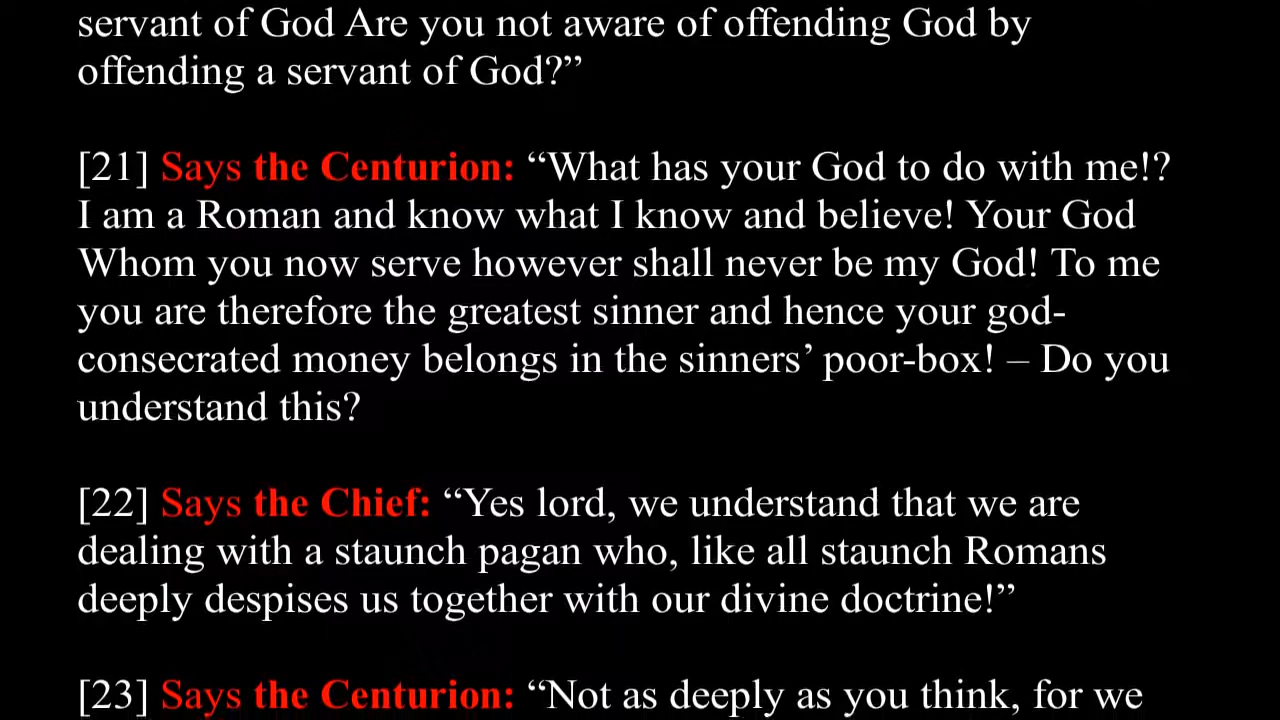 servant of God Are you not aware of offending God by
offending a servant of God?”
[21] Says the Centurion: “What has your God to do with me!?
I am a Roman and know what I know and believe! Your God
Whom you now serve however shall never be my God! To me
you are therefore the greatest sinner and hence your god-
consecrated money belongs in the sinners’ poor-box! – Do you
understand this?
[22] Says the Chief: “Yes lord, we understand that we are
dealing with a staunch pagan who, like all staunch Romans
deeply despises us together with our divine doctrine!”
[23] Says the Centurion: “Not as deeply as you think, for we